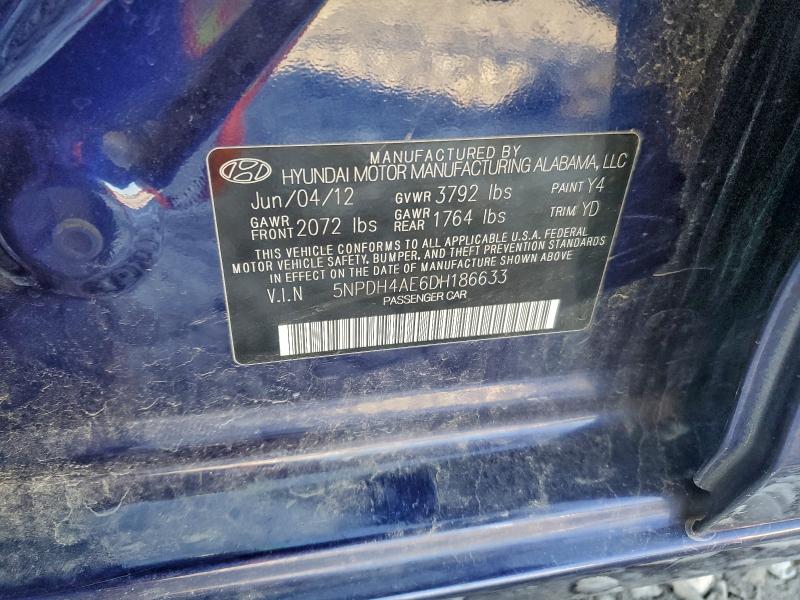 MANUFACTURED BY
HYUNDAI MOTOR MANUFACTURING ALABAMA, LLC
Jun/04/12 GVWR 3792 lbs PAINT Y4
GAWR FRONT 2072 lbs GAWR REAR 1764 lbs TRIM YD
THIS VEHICLE CONFORMS TO ALL APPLICABLE U.S.A. FEDERAL
MOTOR VEHICLE SAFETY, BUMPER, AND THEFT PREVENTION STANDARDS
IN EFFECT ON THE DATE OF MANUFACTURE SHOWN ABOVE
V.I.N 5NPDH4AE6DH186633
PASSENGER CAR